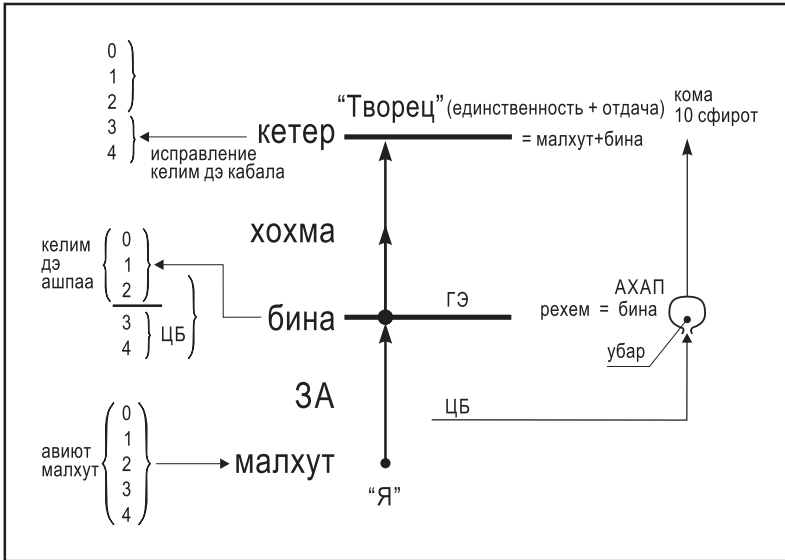 0
1
2
3
4
исправление
келим дэ кабала
кетер
“Творец” (единственность + отдача)
= малхут+бина
кома
10 сфирот
хохма
келим
дэ
ашпаа
0
1
2
3
4
ЦБ
бина
ГЭ
АХАП
рехем = бина
убар
ЗА
ЦБ
авиют
малхут
0
1
2
3
4
малхут
“Я”